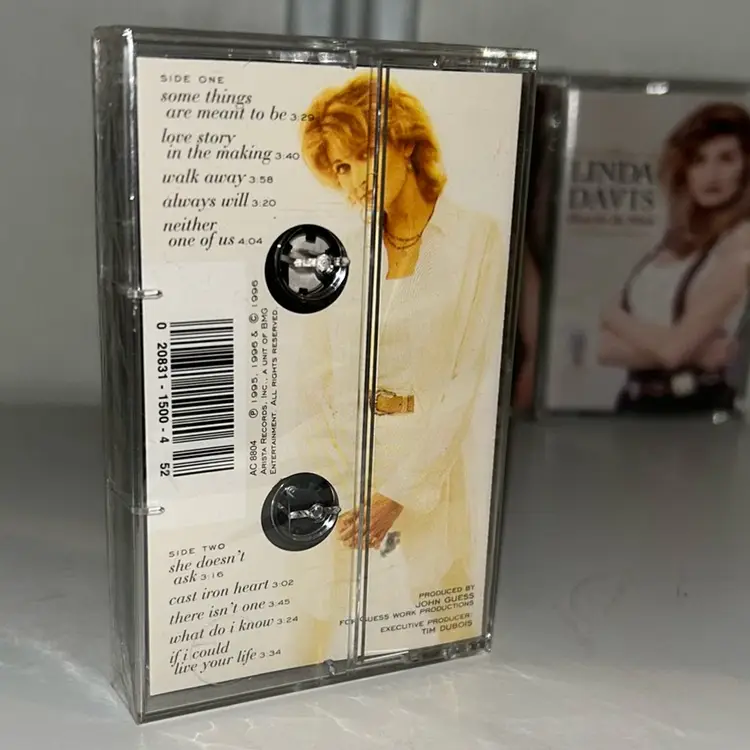 SIDE ONE
some things
are meant to be 3:29
love story
in the making 3:40
walk away 3:58
always will 3:20
neither
one of us 4:04
0 20831 - 1500 - 4 52
AC 8804 ℗ 1995, 1996 & © 1996
ARISTA RECORDS, INC., A UNIT OF BMG
ENTERTAINMENT. ALL RIGHTS RESERVED.
SIDE TWO
she doesn't
ask 3:16
cast iron heart 3:02
there isn't one 3:45
what do i know 3:24
if i could
live your life 3:34
PRODUCED BY
JOHN GUESS
FOR GUESS WORK PRODUCTIONS
EXECUTIVE PRODUCER:
TIM DUBOIS
LINDA
DAVIS